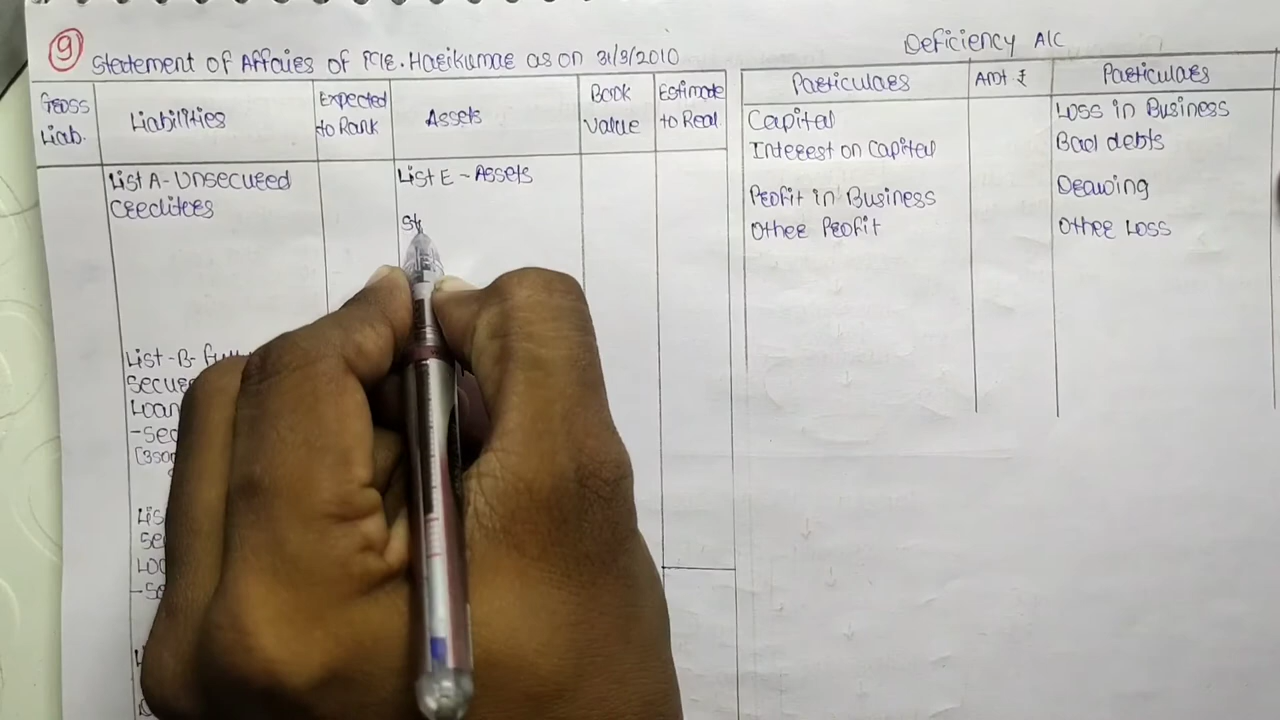 9
Statement of Affairs of Mr. Harikumar as on 31/3/2010
Gross
Liab.
Liabilities
Expected
to Rank
Assets
Book
Value
Estimate
to Real
List A - Unsecured
Creditors
List E - Assets
St
List - B -
Loan
Deficiency A/C
Particulars
Amt ₹
Particulars
Capital
Interest on Capital
Profit in Business
Other Profit
Loss in Business
Bad debts
Drawing
Other Loss